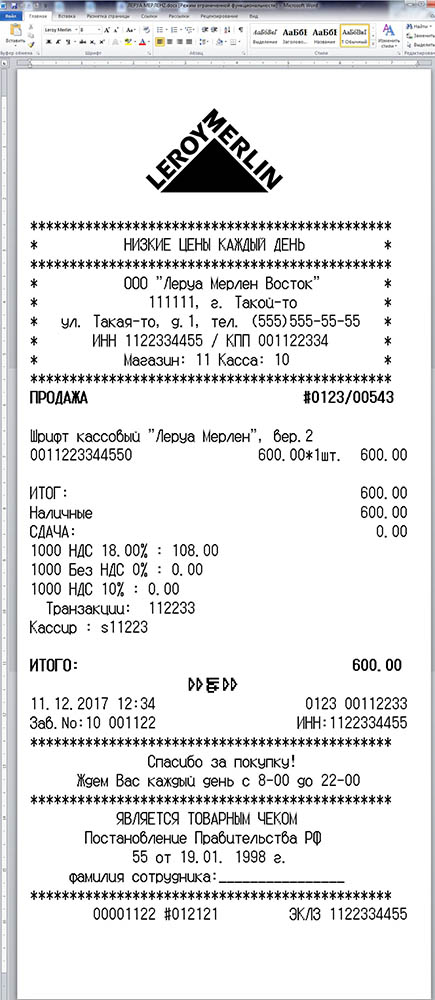 ЛЕРУА МЕРЛЕН2.docx [Режим ограниченной функциональности] - Microsoft Word
Файл Главная Вставка Разметка страницы Ссылки Рассылки Рецензирование Вид
Вставить
Leroy Merlin 8
АаБбВвГ АаБбІ АаБбІ АаБбВвГ
Выделение Заголово... Название ¶ Обычный
Изменить стили
Найти
Заменить
Выделить
Буфер обмена Шрифт Абзац Стили Редактирование
LEROY MERLIN
**********************************************
* НИЗКИЕ ЦЕНЫ КАЖДЫЙ ДЕНЬ *
**********************************************
* ООО "Леруа Мерлен Восток" *
* 111111, г. Такой-то *
* ул. Такая-то, д.1, тел. (555)555-55-55 *
* ИНН 1122334455 / КПП 001122334 *
* Магазин: 11 Касса: 10 *
**********************************************
ПРОДАЖА #0123/00543
Шрифт кассовый "Леруа Мерлен", вер.2
0011223344550 600.00*1шт. 600.00
ИТОГ: 600.00
Наличные 600.00
СДАЧА: 0.00
1000 НДС 18.00% : 108.00
1000 Без НДС 0% : 0.00
1000 НДС 10% : 0.00
Транзакции: 112233
Кассир : s11223
ИТОГО: 600.00
11.12.2017 12:34 0123 00112233
Зав.No:10 001122 ИНН:1122334455
**********************************************
Спасибо за покупку!
Ждем Вас каждый день с 8-00 до 22-00
**********************************************
ЯВЛЯЕТСЯ ТОВАРНЫМ ЧЕКОМ
Постановление Правительства РФ
55 от 19.01. 1998 г.
фамилия сотрудника:________________
**********************************************
00001122 #012121 ЭКЛЗ 1122334455